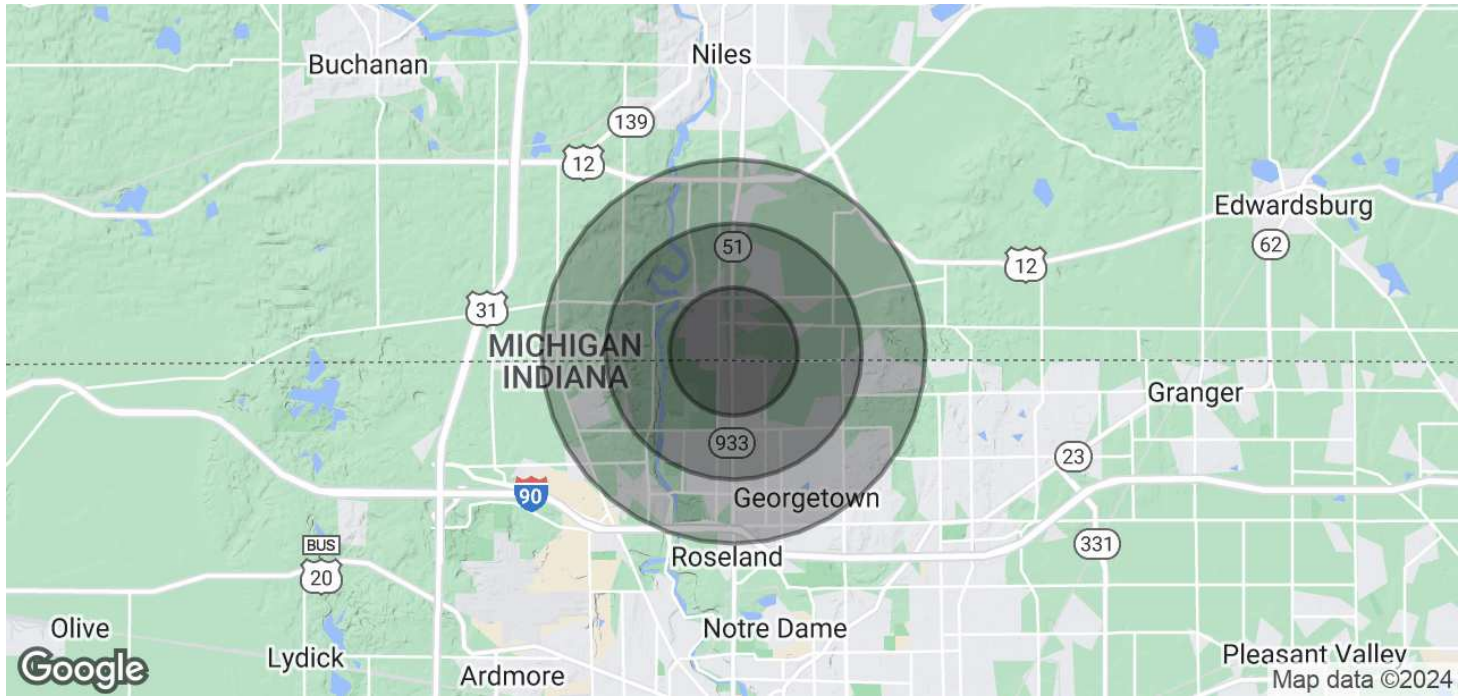 Niles
Buchanan
139
12
Edwardsburg
51
62
12
31
MICHIGAN
INDIANA
Granger
933
23
90
Georgetown
BUS
20
Roseland
331
Olive
Lydick
Notre Dame
Ardmore
Pleasant Valley
Google
Map data ©2024